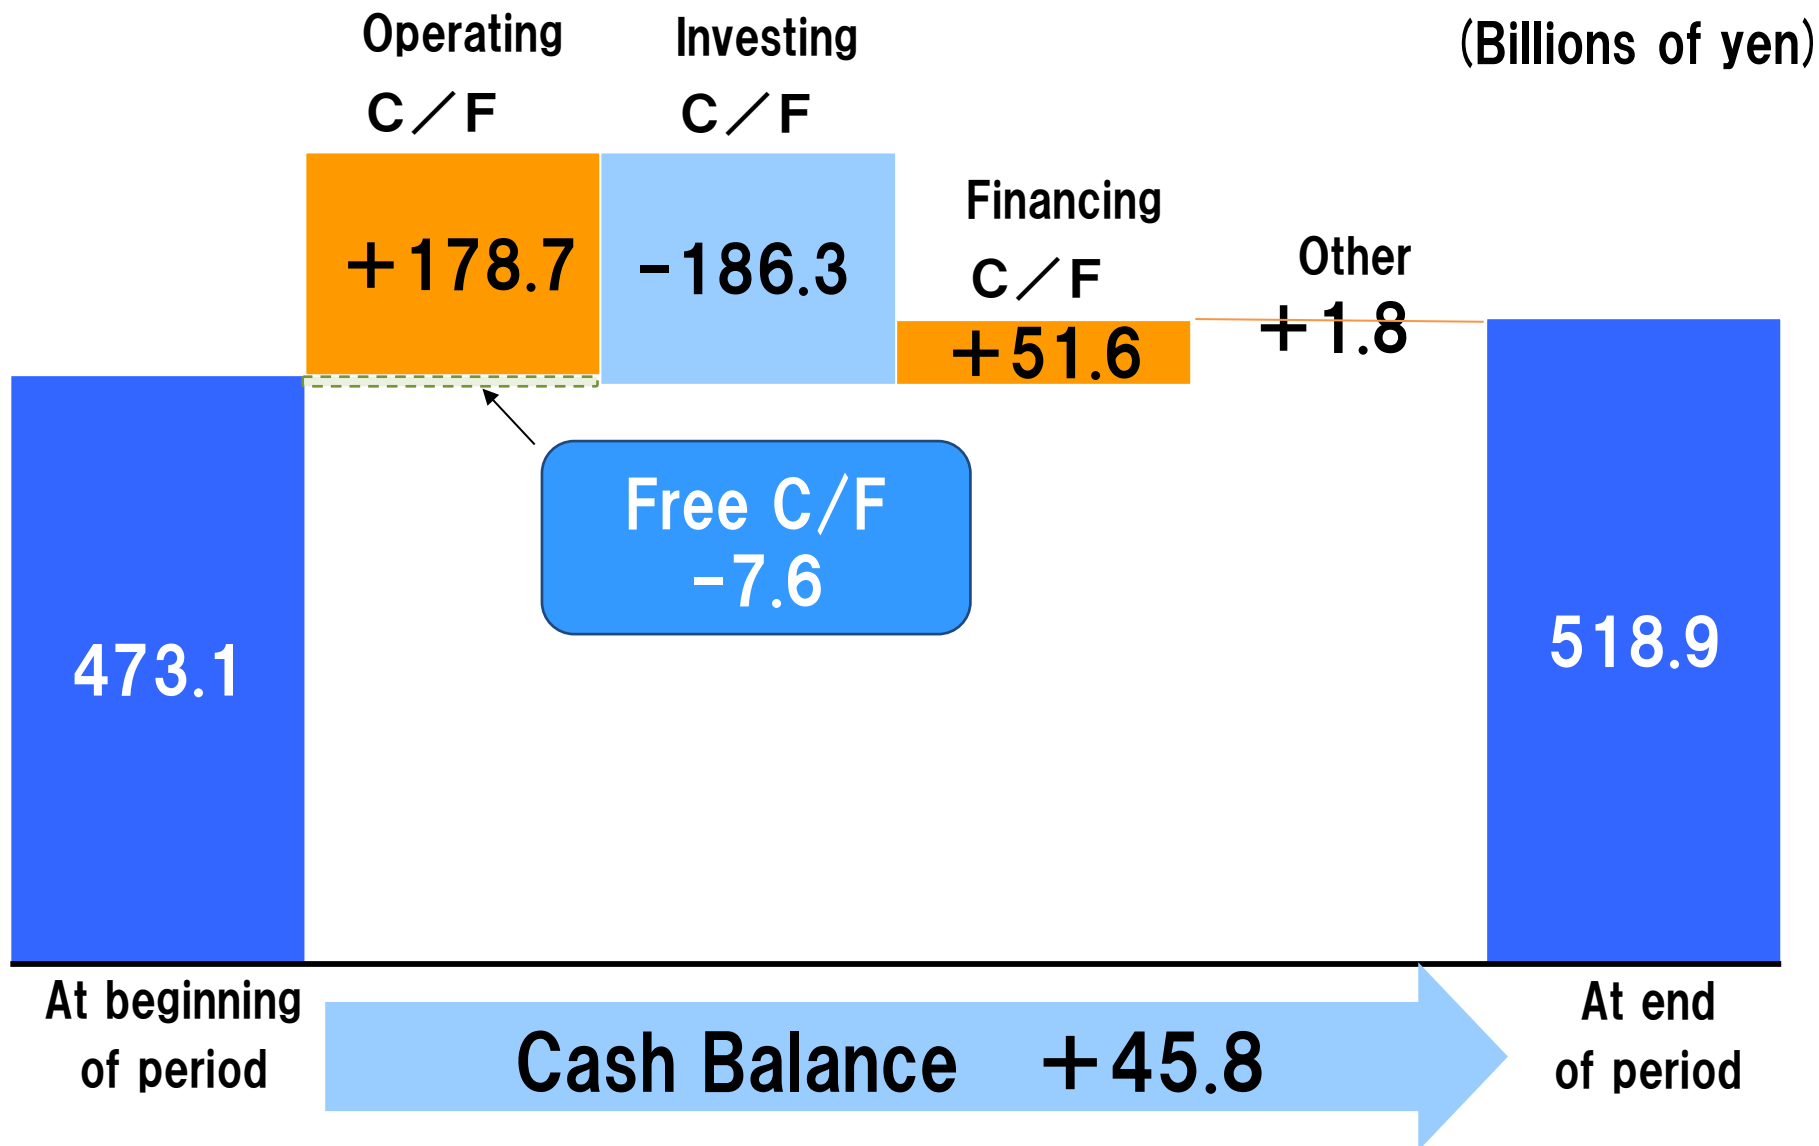 (Billions of yen)
Operating
C／F
Investing
C／F
Financing
C／F
Other
+178.7
-186.3
+51.6
+1.8
Free C/F
-7.6
473.1
518.9
At beginning
of period
Cash Balance +45.8
At end
of period